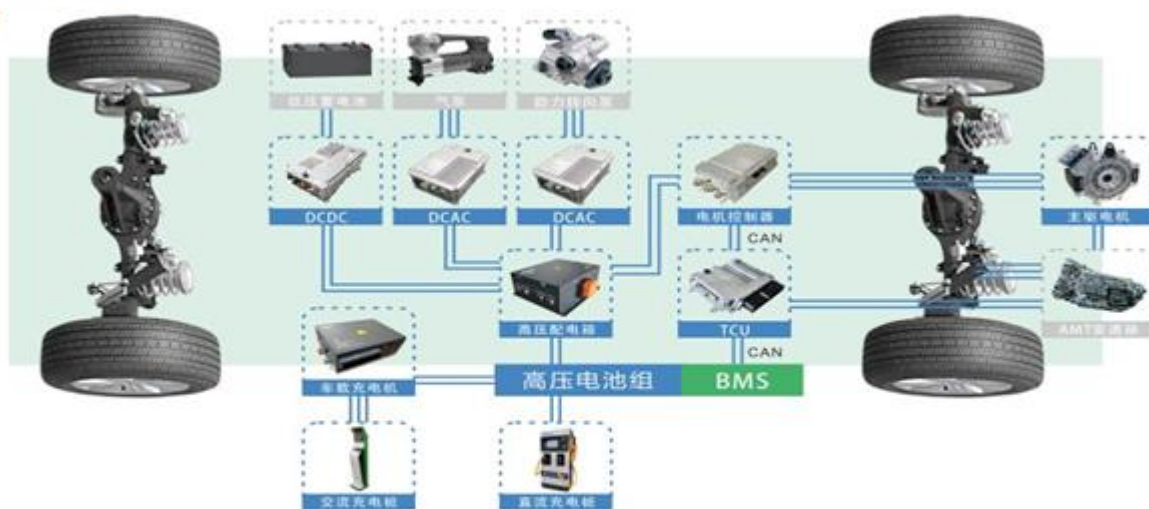 低压蓄电池
气泵
助力转向泵
DCDC
DCAC
DCAC
电机控制器
主驱电机
CAN
高压配电箱
TCU
AMT变速器
CAN
车载充电机
高压电池组
BMS
交流充电桩
直流充电桩